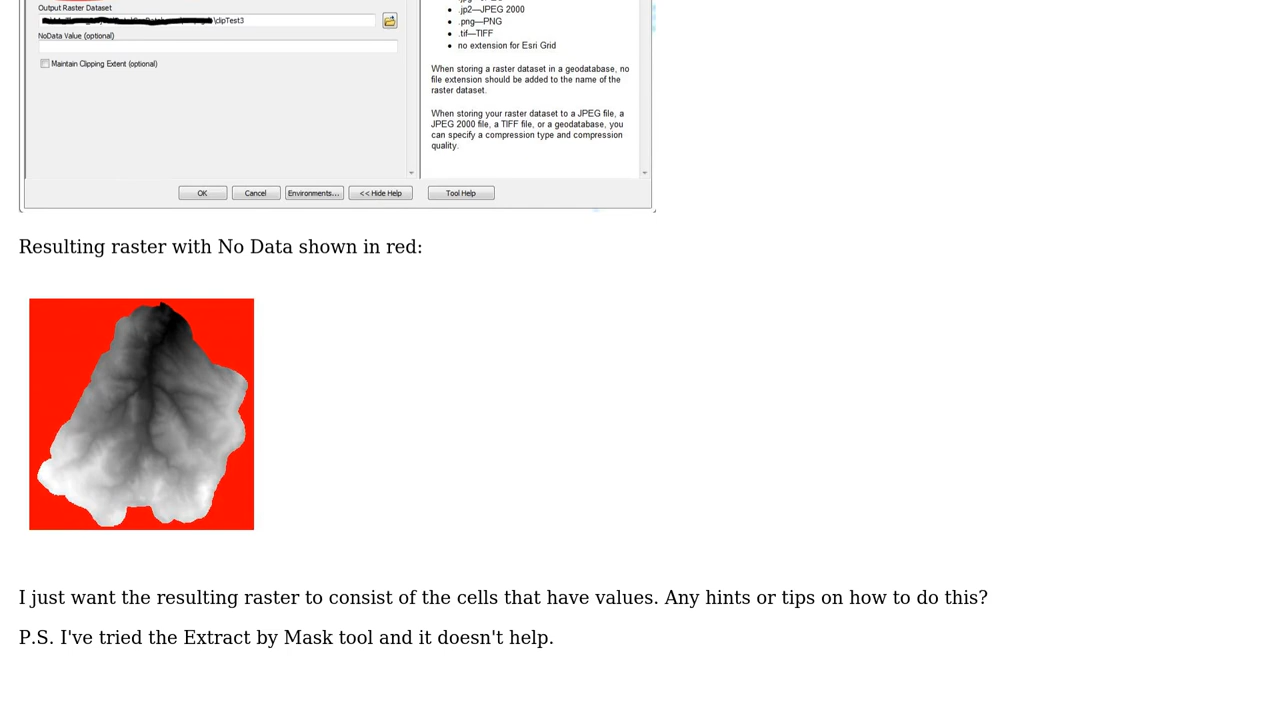 Output Raster Dataset
\clipTest3
NoData Value (optional)
Maintain Clipping Extent (optional)
.jp2—JPEG 2000
.png—PNG
.tif—TIFF
no extension for Esri Grid
When storing a raster dataset in a geodatabase, no
file extension should be added to the name of the
raster dataset.
When storing your raster dataset to a JPEG file, a
JPEG 2000 file, a TIFF file, or a geodatabase, you
can specify a compression type and compression
quality.
OK
Cancel
Environments...
<< Hide Help
Tool Help
Resulting raster with No Data shown in red:
I just want the resulting raster to consist of the cells that have values. Any hints or tips on how to do this?
P.S. I've tried the Extract by Mask tool and it doesn't help.